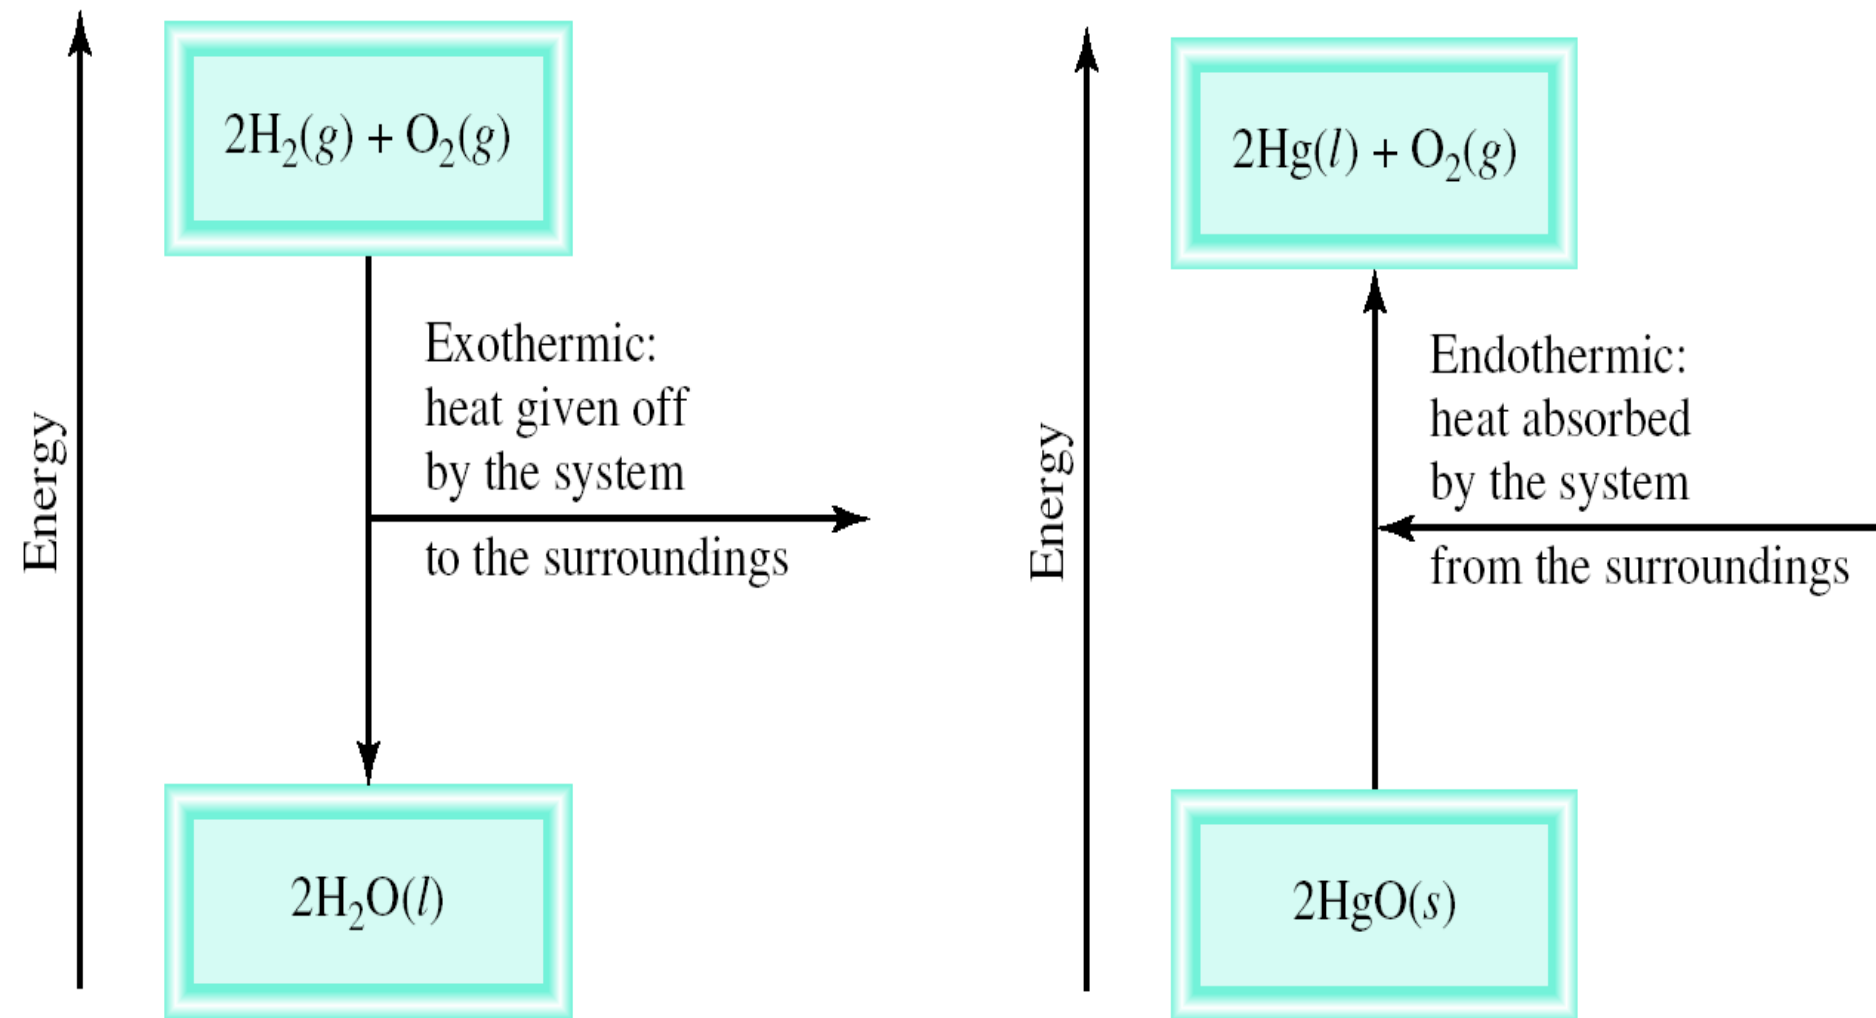 Energy
2H₂(g) + O₂(g)
Exothermic:
heat given off
by the system
to the surroundings
2H₂O(l)
Energy
2Hg(l) + O₂(g)
Endothermic:
heat absorbed
by the system
from the surroundings
2HgO(s)